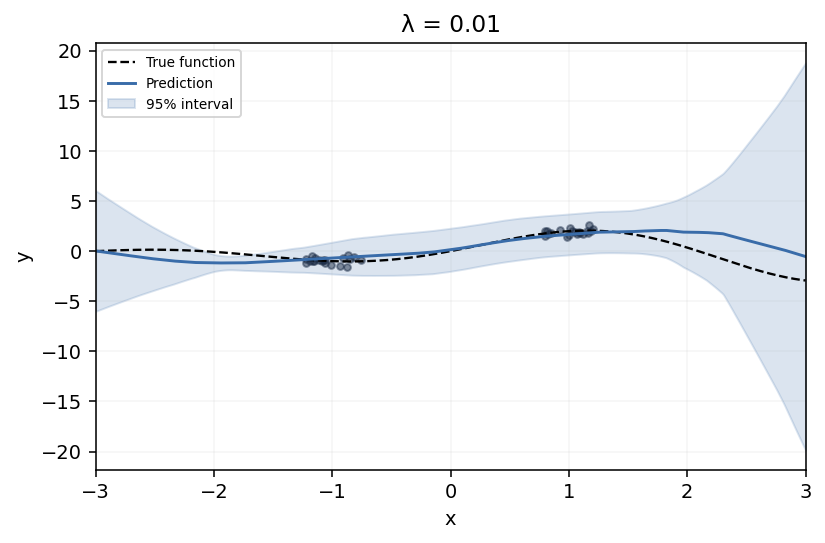 λ = 0.01
True function
Prediction
95% interval
20
15
10
5
0
−5
−10
−15
−20
y
−3 −2 −1 0 1 2 3
x